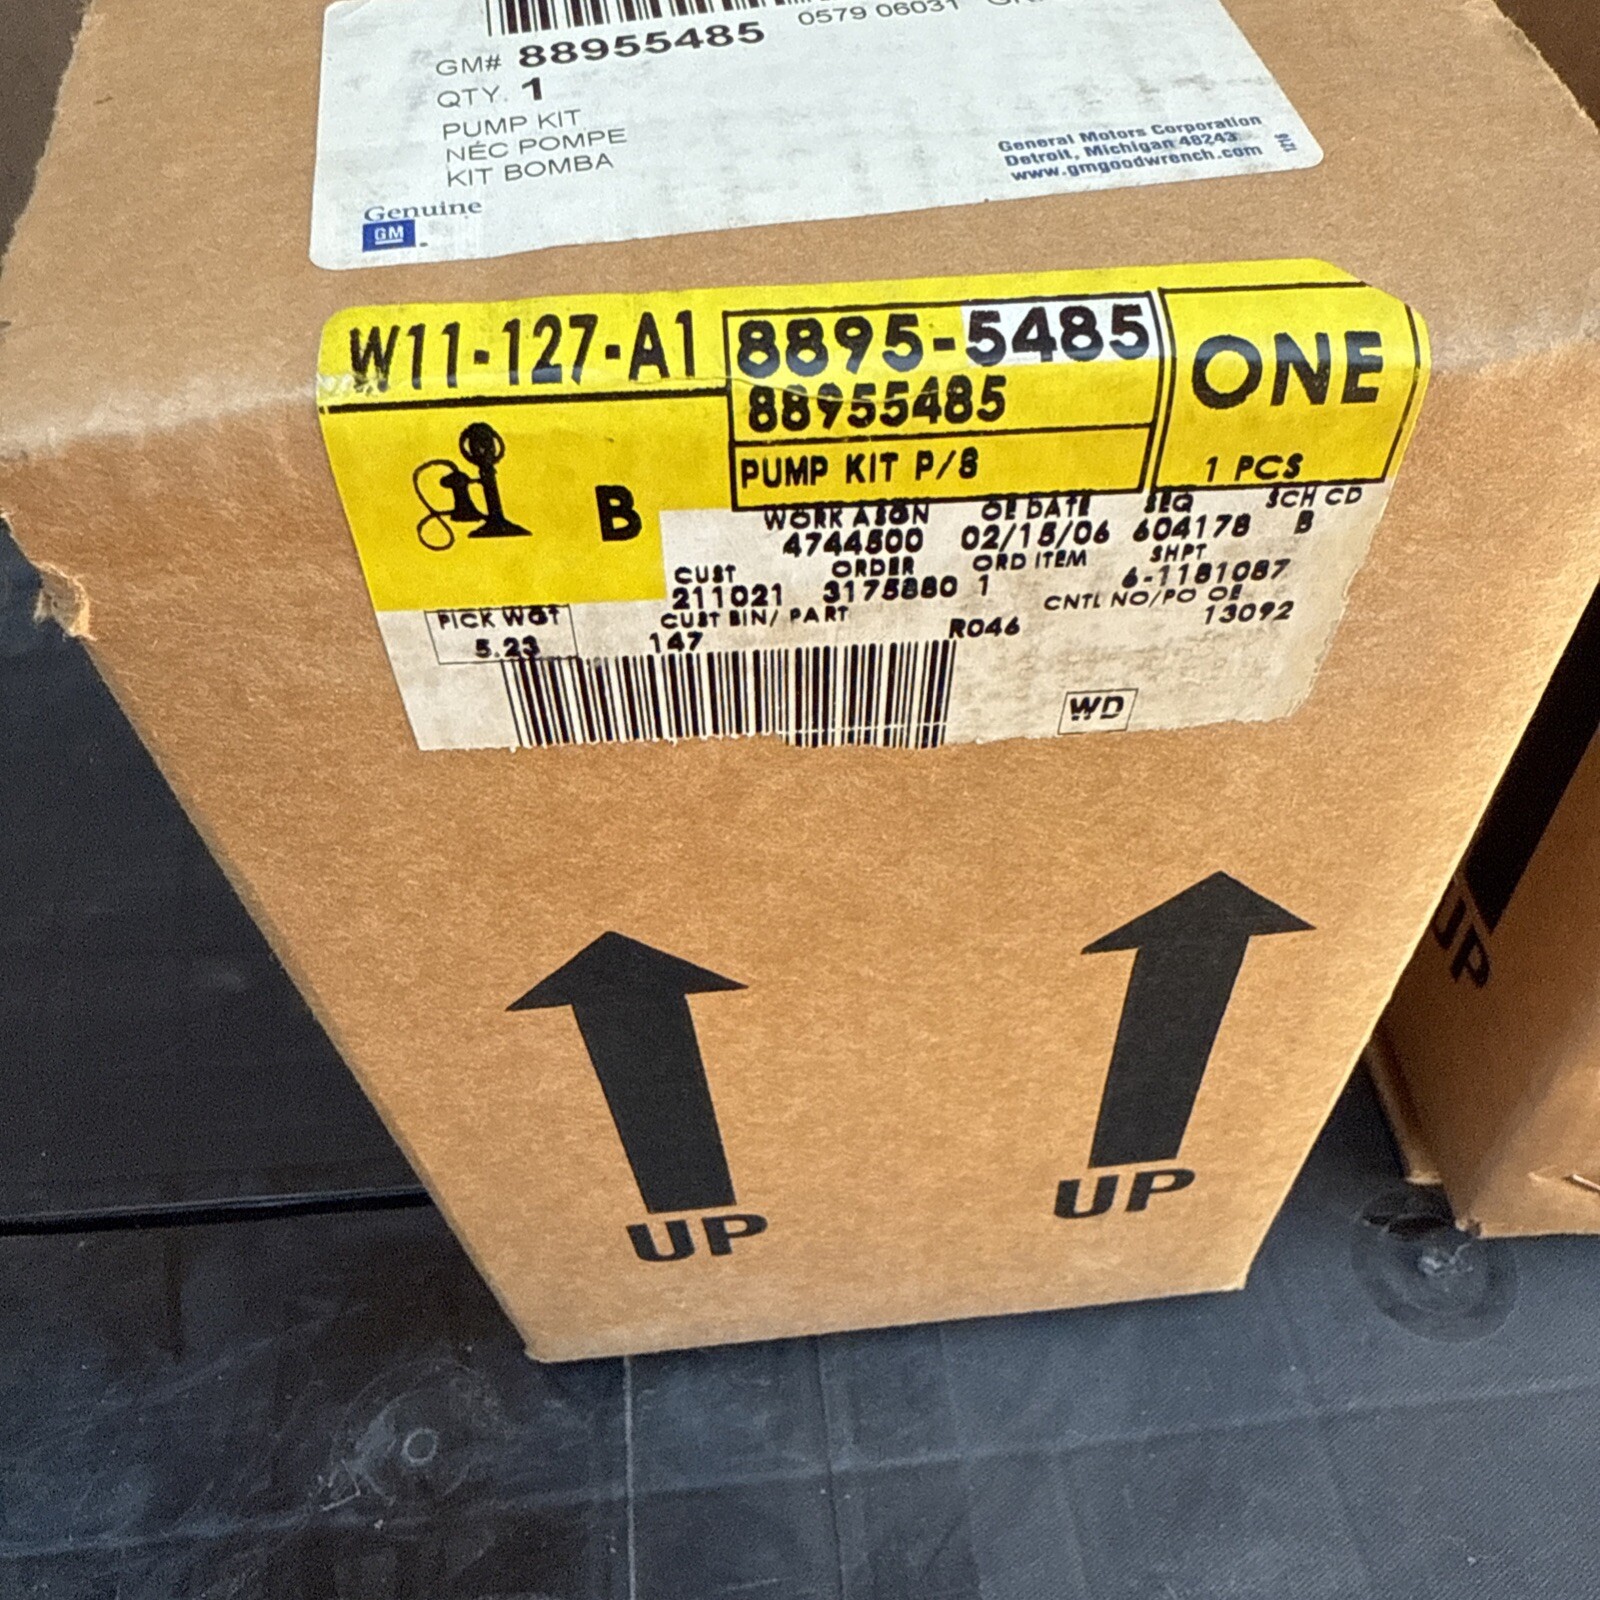 0579 06031
GM# 88955485
QTY. 1
PUMP KIT
NÉC POMPE
KIT BOMBA
General Motors Corporation
Detroit, Michigan 48243
www.gmgoodwrench.com
Genuine
GM
W11-127-A1
8895-5485
88955485
PUMP KIT P/S
ONE
1 PCS
B
WORK ASGN OE DATE SEQ SCH CD
4744500 02/15/06 604178 B
CUST ORDER ORD ITEM SHPT
211021 3175880 1 6-1181087
PICK WGT CUST BIN/ PART CNTL NO/PO OE
5.23 147 R046 13092
WD
UP
UP
UP